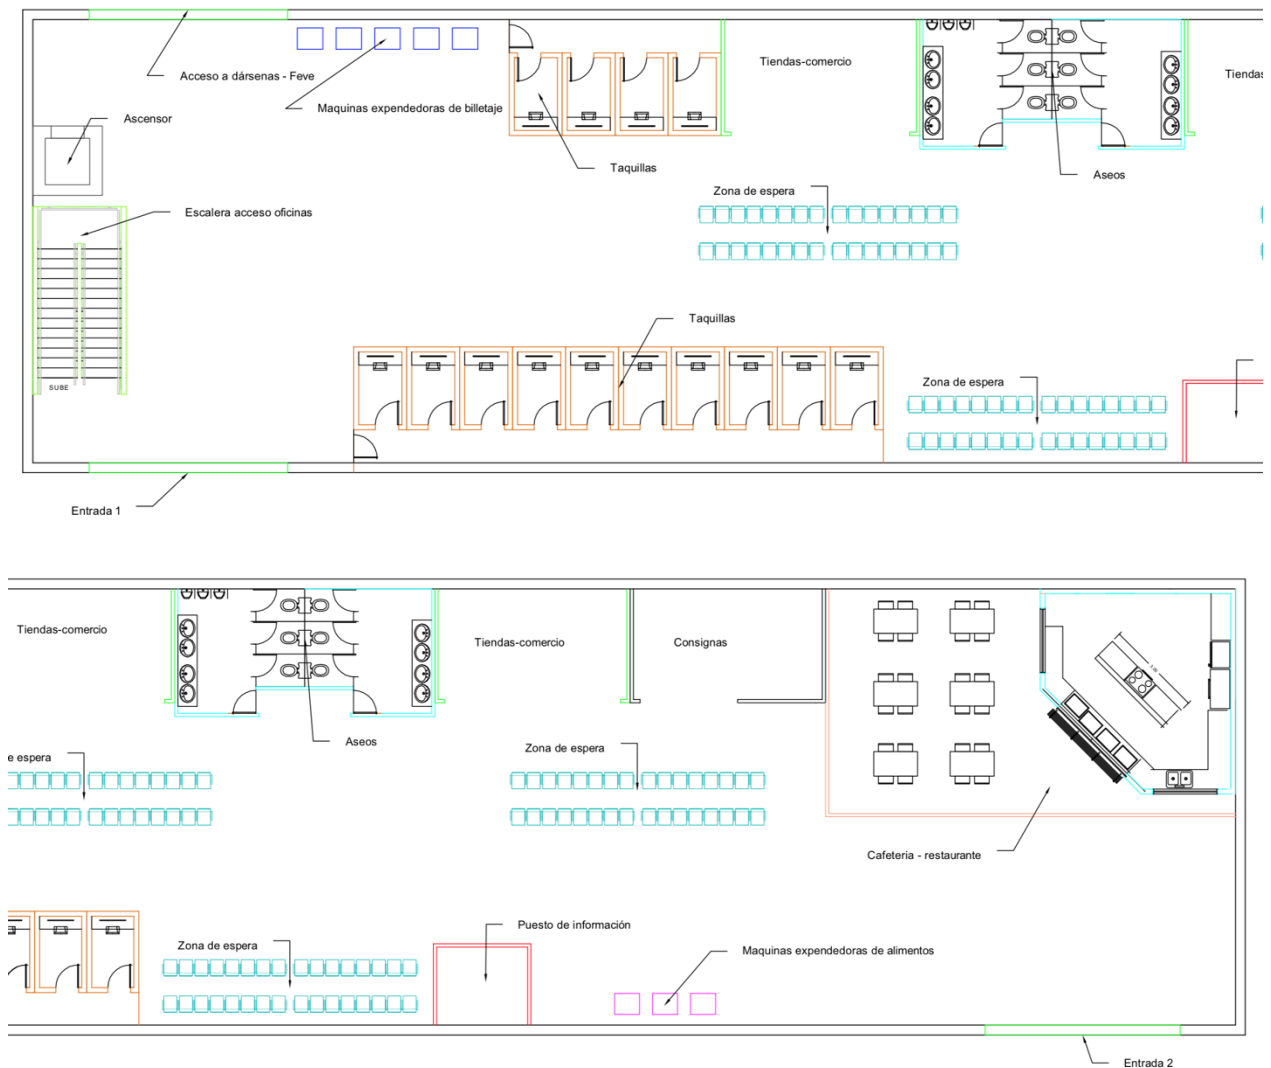 Acceso a dársenas - Feve
Maquinas expendedoras de billetaje
Tiendas-comercio
Tiendas
Ascensor
Taquillas
Aseos
Zona de espera
Escalera acceso oficinas
Taquillas
Zona de espera
SUBE
Entrada 1
Tiendas-comercio
Tiendas-comercio
Consignas
Aseos
Zona de espera
e espera
Cafeteria - restaurante
Puesto de información
Zona de espera
Maquinas expendedoras de alimentos
Entrada 2